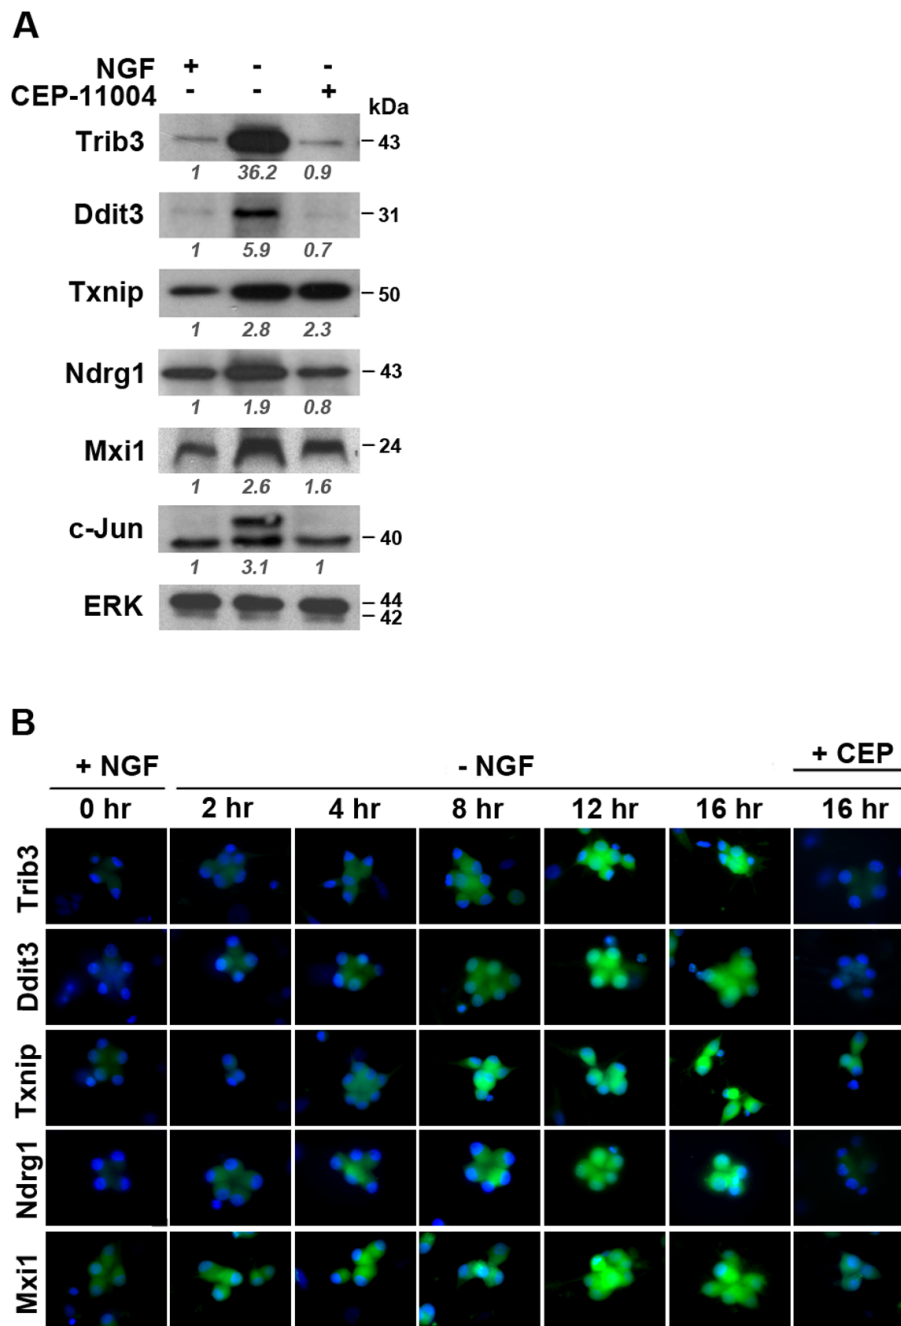 A
NGF + - -
CEP-11004 - - +
kDa
Trib3 43
1 36.2 0.9
Ddit3 31
1 5.9 0.7
Txnip 50
1 2.8 2.3
Ndrg1 43
1 1.9 0.8
Mxi1 24
1 2.6 1.6
c-Jun 40
1 3.1 1
ERK 44
42
B
+ NGF - NGF + CEP
0 hr 2 hr 4 hr 8 hr 12 hr 16 hr 16 hr
Trib3
Ddit3
Txnip
Ndrg1
Mxi1